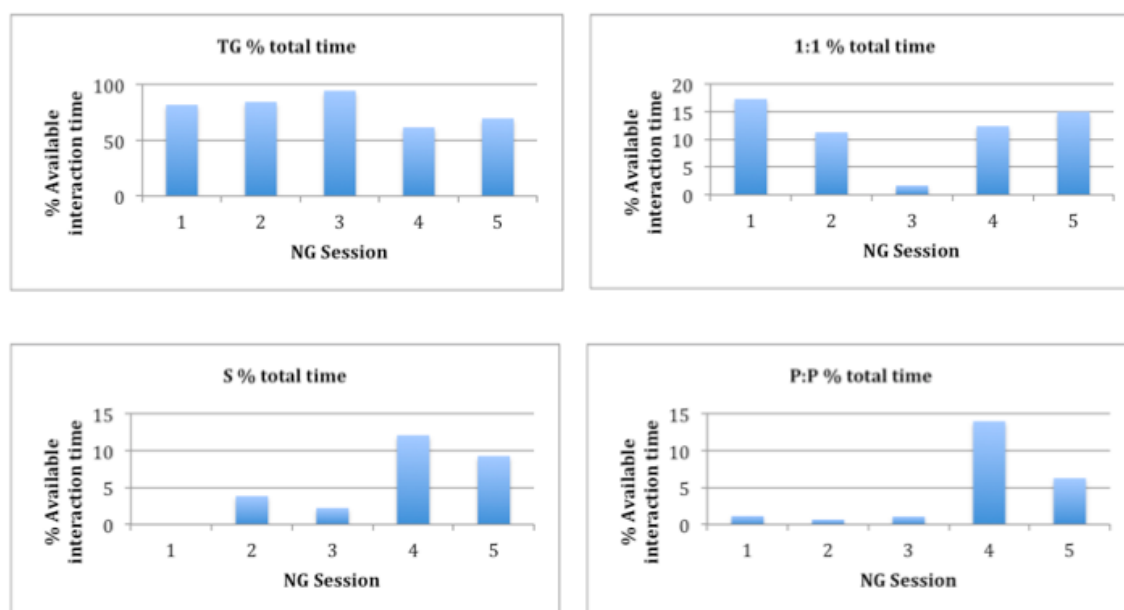 TG % total time
% Available
interaction time
100
50
0
1 2 3 4 5
NG Session
1:1 % total time
% Available
interaction time
20
15
10
5
0
1 2 3 4 5
NG Session
S % total time
% Available
interaction time
15
10
5
0
1 2 3 4 5
NG Session
P:P % total time
% Available
interaction time
15
10
5
0
1 2 3 4 5
NG Session